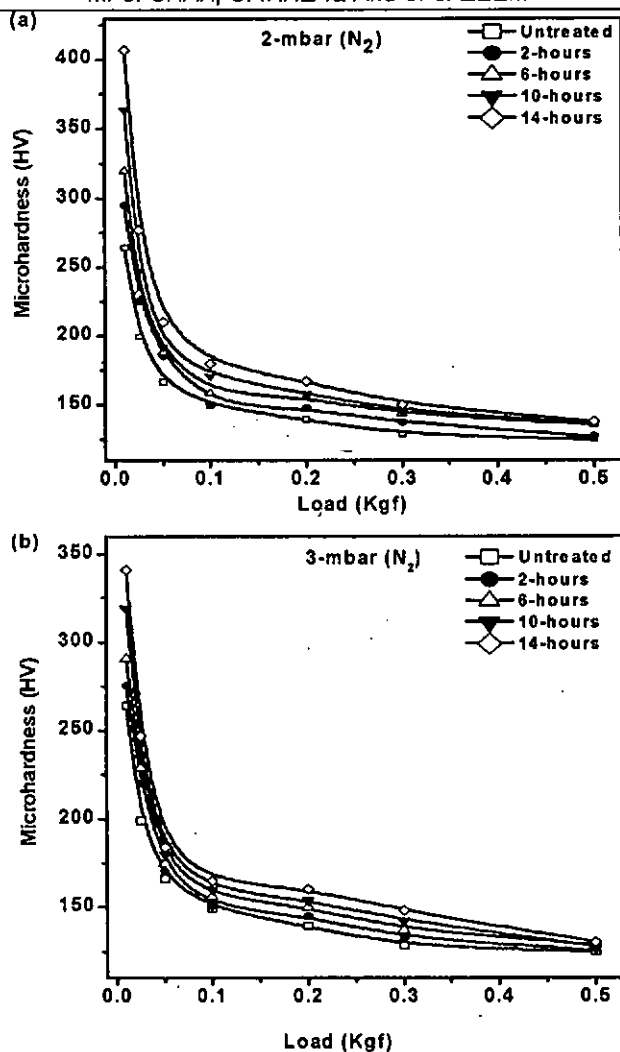 (a)
2-mbar (N2)
Untreated
2-hours
6-hours
10-hours
14-hours
Microhardness (HV)
400
350
300
250
200
150
0.0 0.1 0.2 0.3 0.4 0.5
Load (Kgf)
(b)
3-mbar (N2)
Untreated
2-hours
6-hours
10-hours
14-hours
Microhardness (HV)
350
300
250
200
150
0.0 0.1 0.2 0.3 0.4 0.5
Load (Kgf)